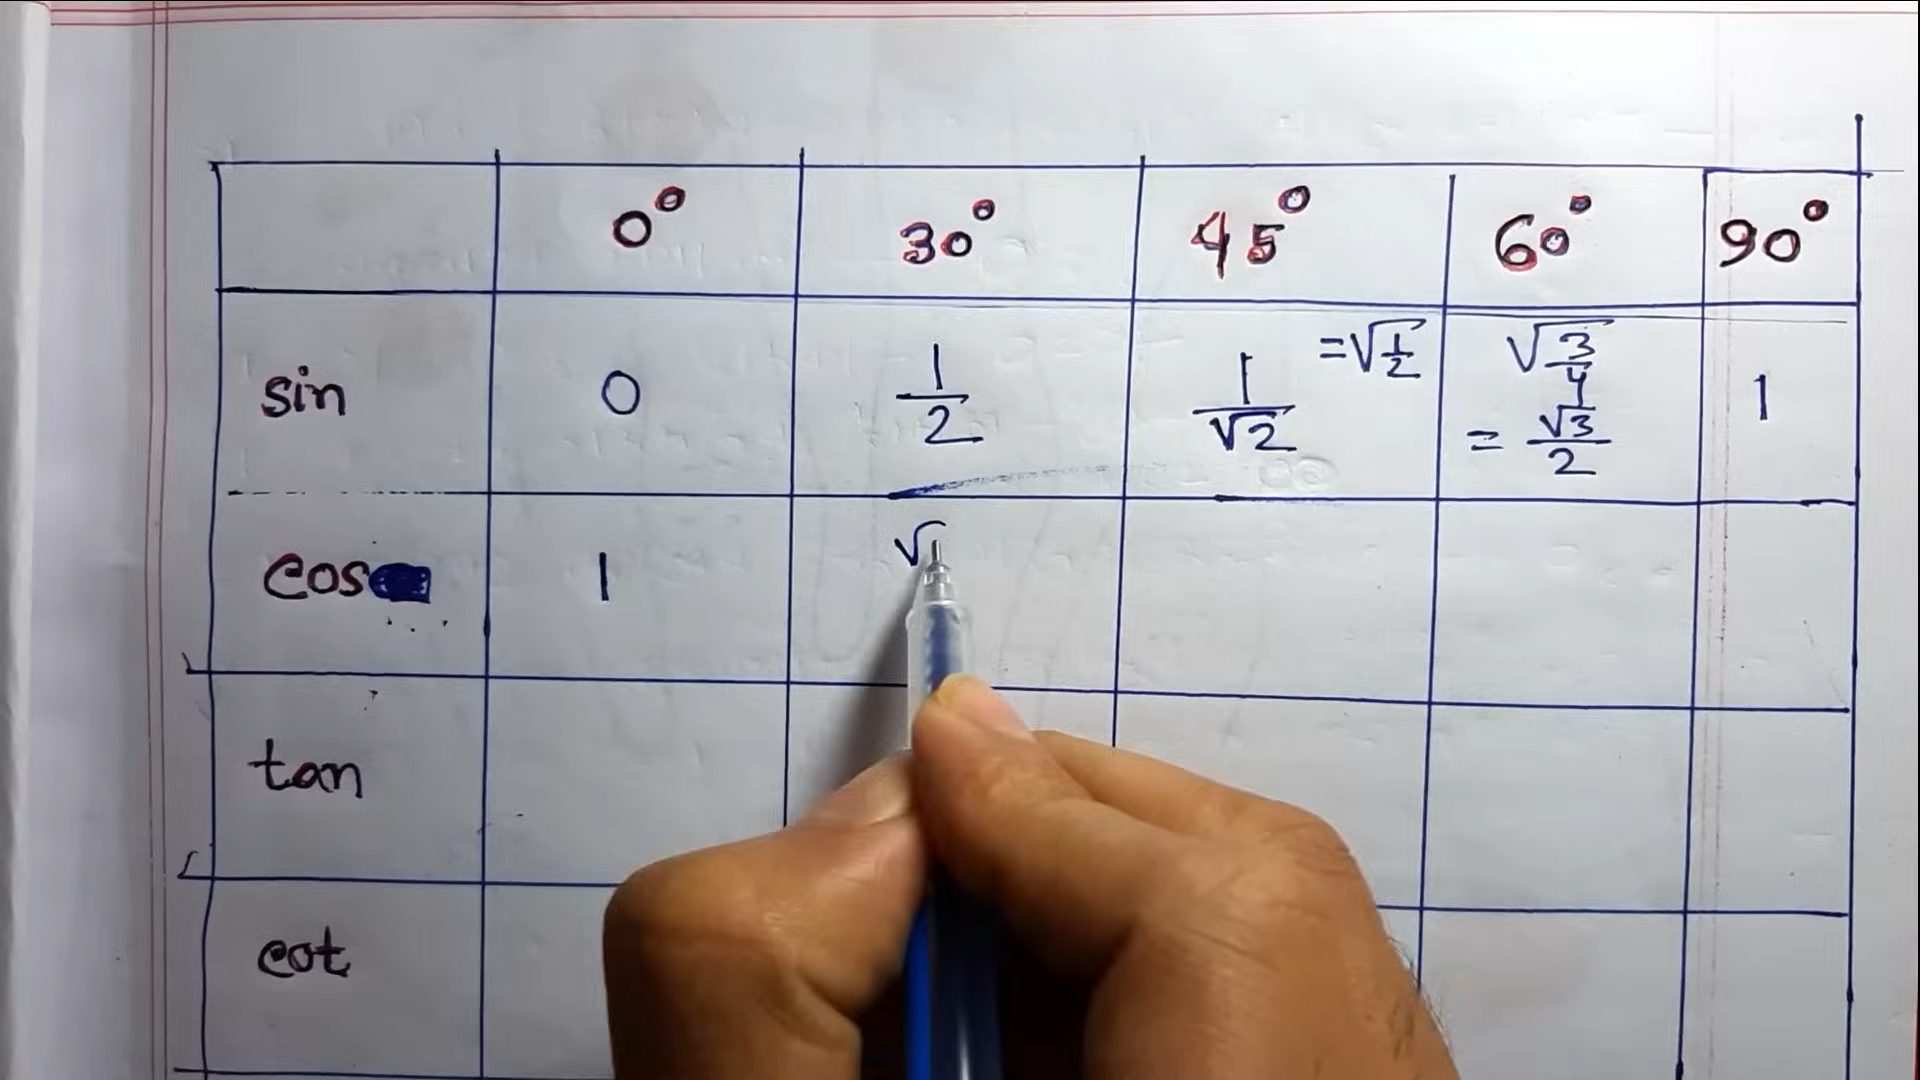 0° 30° 45° 60° 90°
sin 0 1/2 1/√2 =√1/2 √3/4 = √3/2 1
cos 1 √
tan
cot